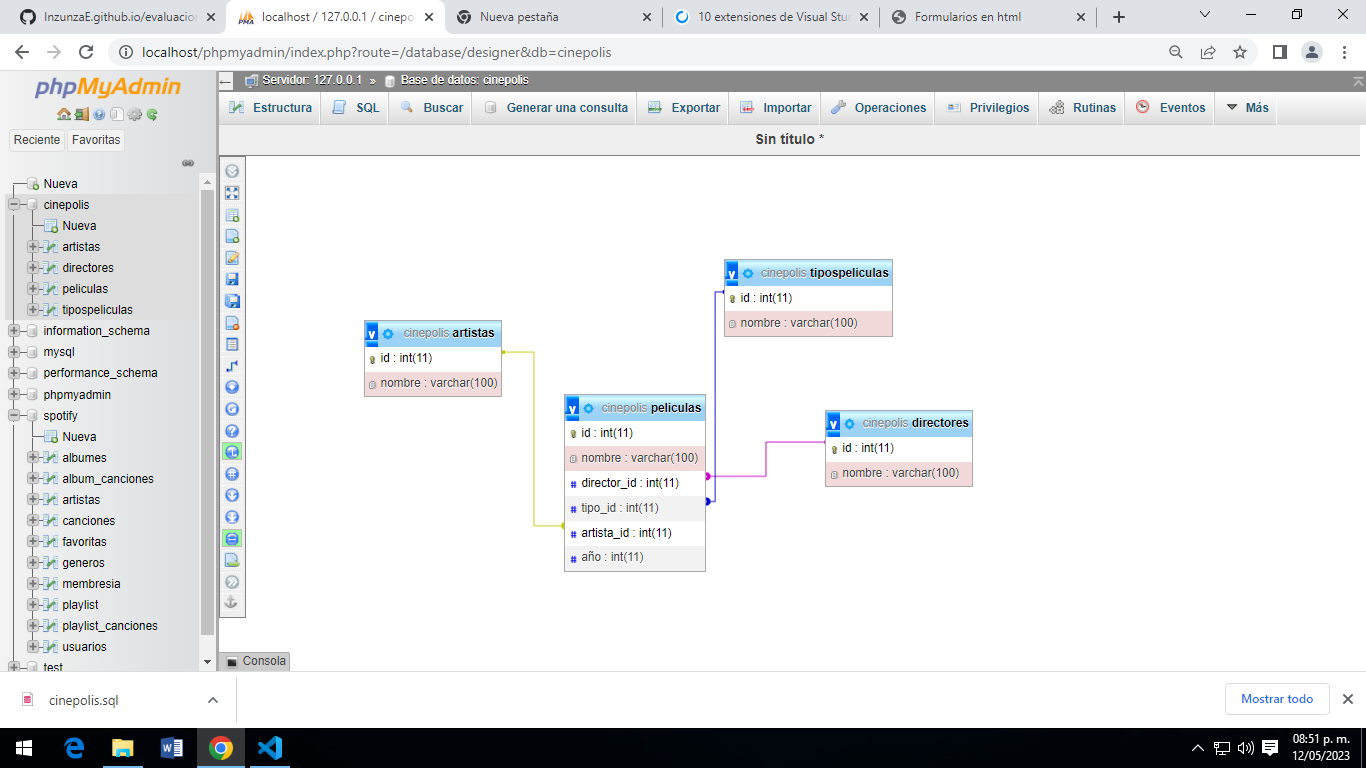 InzunzaE.github.io/evaluacio
localhost / 127.0.0.1 / cinepo
Nueva pestaña
10 extensiones de Visual Stu
Formularios en html
localhost/phpmyadmin/index.php?route=/database/designer&db=cinepolis
phpMyAdmin
Reciente Favoritas
Nueva
cinepolis
Nueva
artistas
directores
peliculas
tipospeliculas
information_schema
mysql
performance_schema
phpmyadmin
spotify
Nueva
albumes
album_canciones
artistas
canciones
favoritas
generos
membresia
playlist
playlist_canciones
usuarios
test
Servidor: 127.0.0.1 » Base de datos: cinepolis
Estructura SQL Buscar Generar una consulta Exportar Importar Operaciones Privilegios Rutinas Eventos Más
Sin título *
v cinepolis tipospeliculas
id : int(11)
nombre : varchar(100)
v cinepolis artistas
id : int(11)
nombre : varchar(100)
v cinepolis peliculas
id : int(11)
nombre : varchar(100)
director_id : int(11)
tipo_id : int(11)
artista_id : int(11)
año : int(11)
v cinepolis directores
id : int(11)
nombre : varchar(100)
Consola
cinepolis.sql
Mostrar todo
08:51 p. m.
12/05/2023